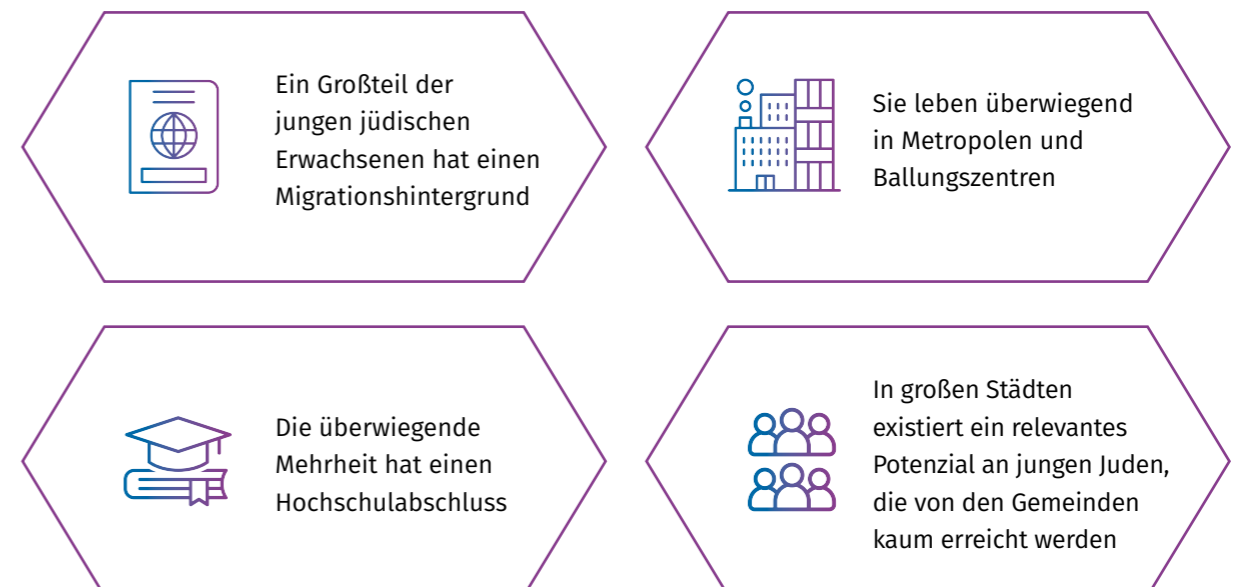 Ein Großteil der
jungen jüdischen
Erwachsenen hat einen
Migrationshintergrund
Sie leben überwiegend
in Metropolen und
Ballungszentren
Die überwiegende
Mehrheit hat einen
Hochschulabschluss
In großen Städten
existiert ein relevantes
Potenzial an jungen Juden,
die von den Gemeinden
kaum erreicht werden